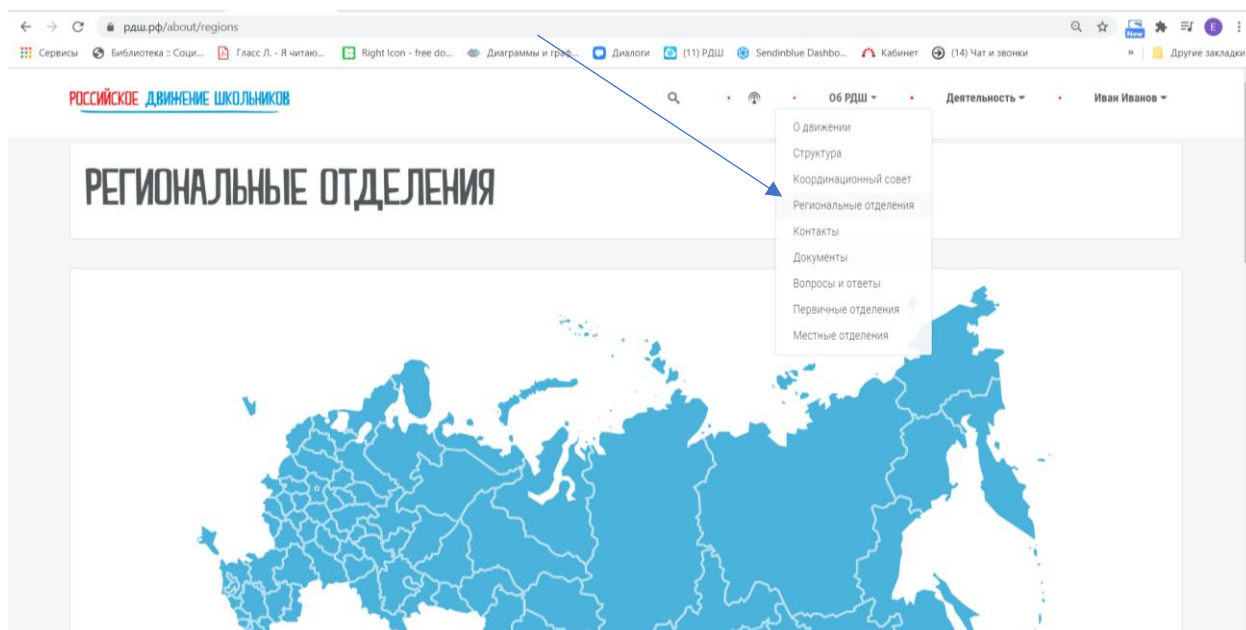 рдш.рф/about/regions
Сервисы Библиотека :: Соци... Гласс Л. - Я читаю... Right Icon - free do... Диаграммы и граф... Диалоги (11) РДШ Sendinblue Dashbo... Кабинет (14) Чат и звонки » Другие закладки
New
E
РОССИЙСКОЕ ДВИЖЕНИЕ ШКОЛЬНИКОВ
Об РДШ
Деятельность
Иван Иванов
О движении
Структура
Координационный совет
Региональные отделения
Контакты
Документы
Вопросы и ответы
Первичные отделения
Местные отделения
РЕГИОНАЛЬНЫЕ ОТДЕЛЕНИЯ